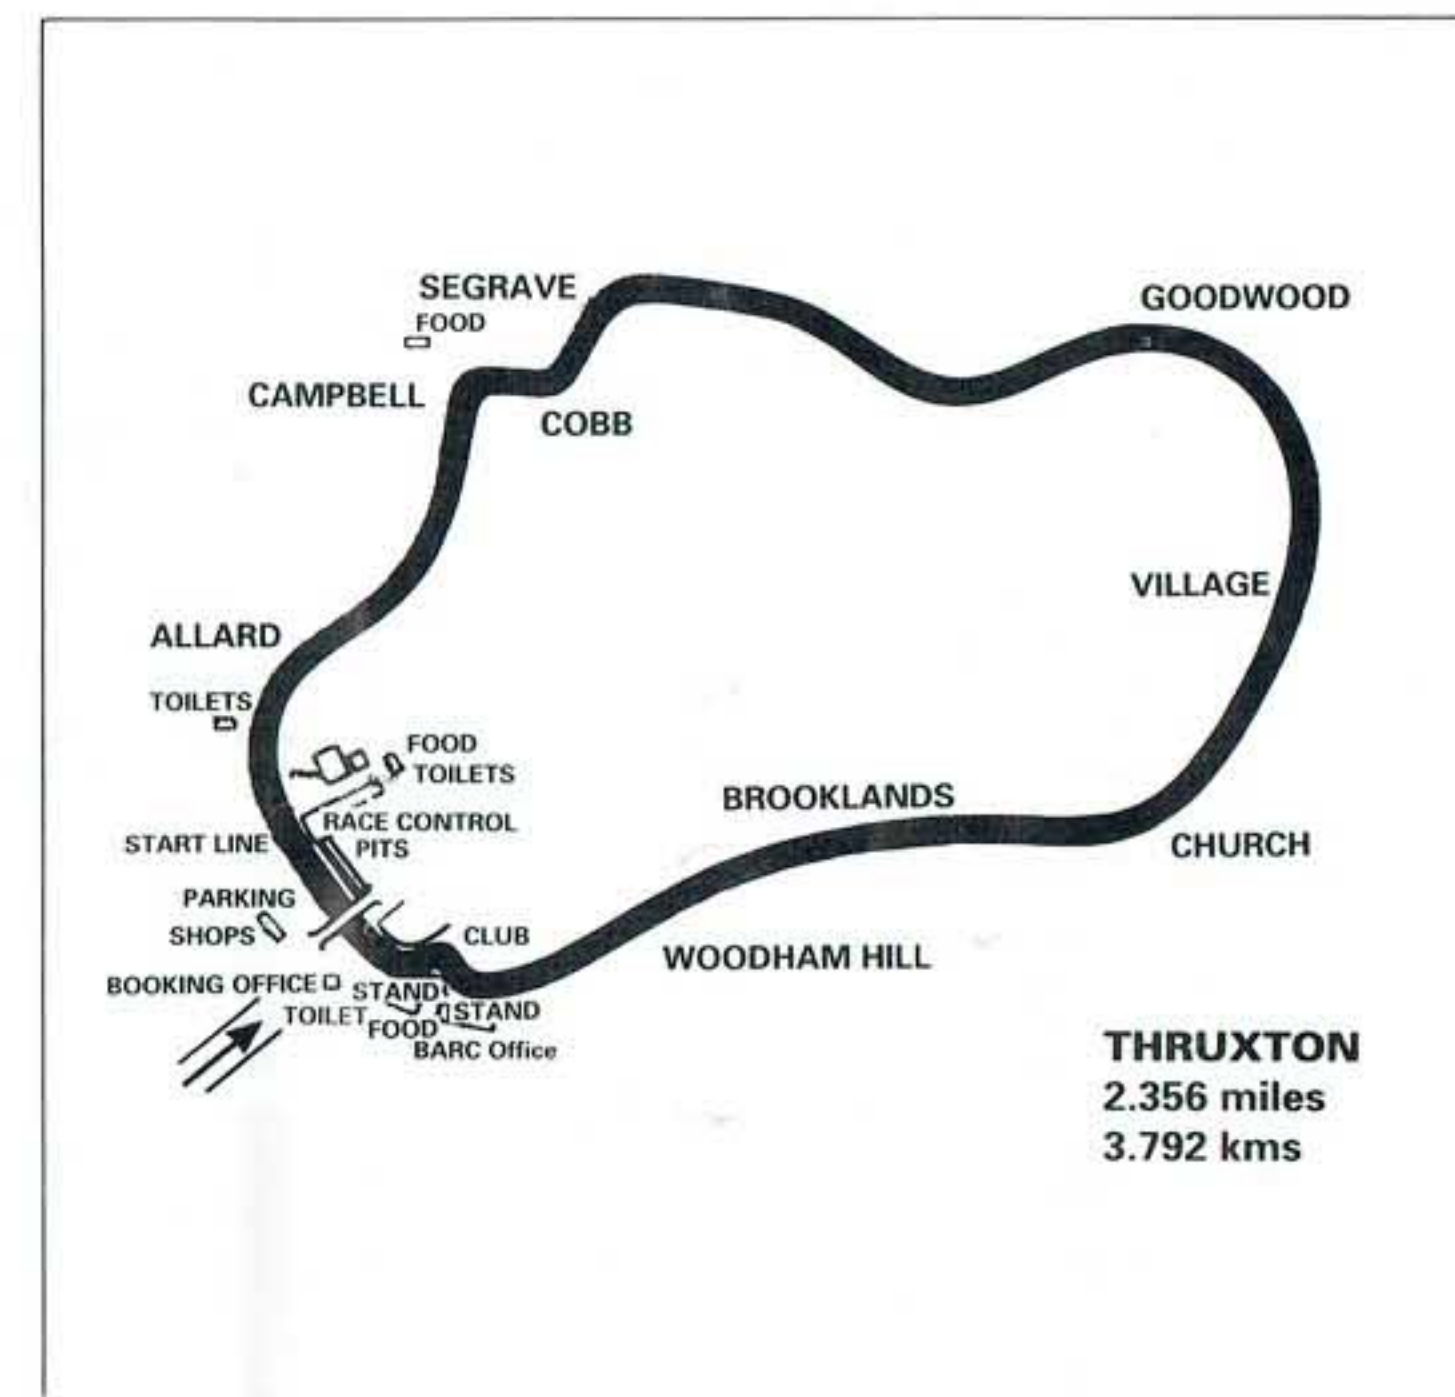 SEGRAVE
FOOD
GOODWOOD
CAMPBELL
COBB
VILLAGE
ALLARD
TOILETS
FOOD
TOILETS
BROOKLANDS
RACE CONTROL
START LINE
PITS
CHURCH
PARKING
SHOPS
CLUB
WOODHAM HILL
BOOKING OFFICE
STAND
TOILET
STAND
FOOD
BARC Office
THRUXTON
2.356 miles
3.792 kms